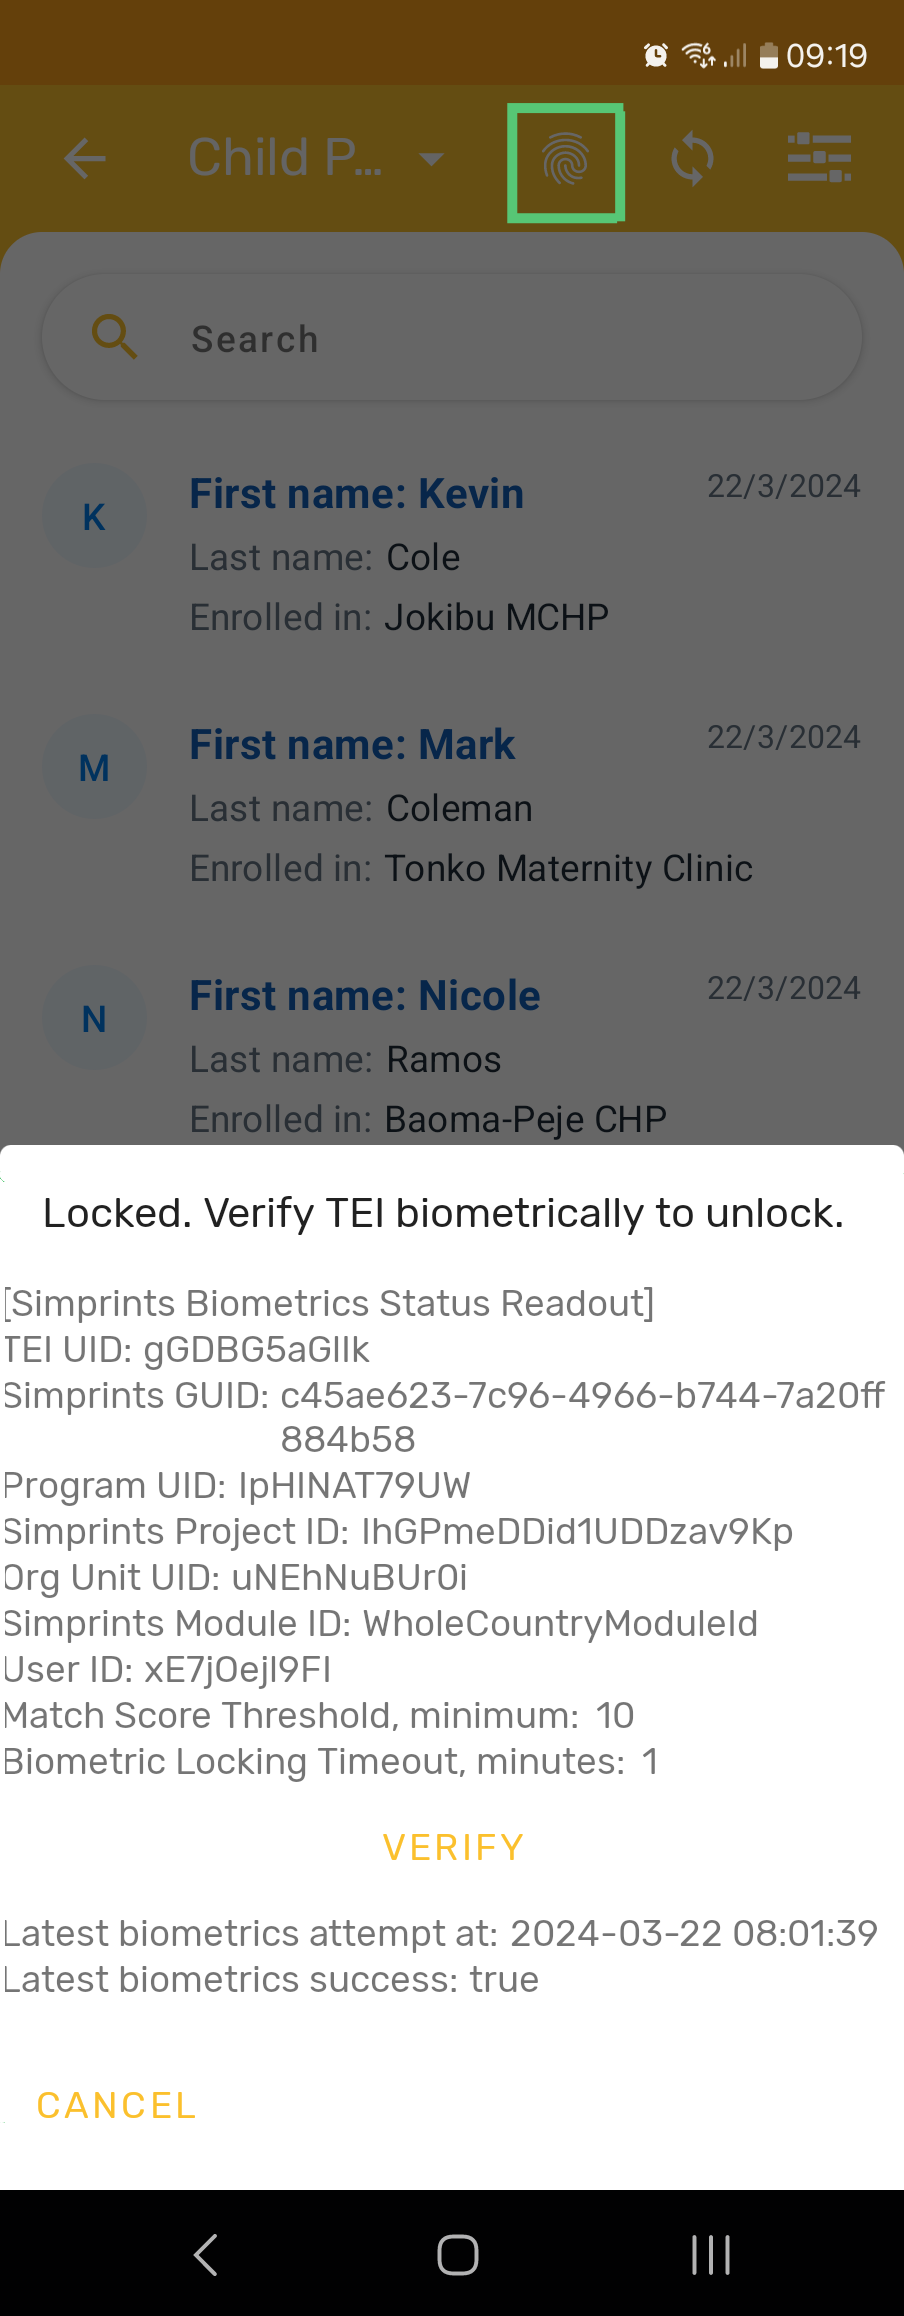 09:19
Child P...
Search
K
First name: Kevin
22/3/2024
Last name: Cole
Enrolled in: Jokibu MCHP
M
First name: Mark
22/3/2024
Last name: Coleman
Enrolled in: Tonko Maternity Clinic
N
First name: Nicole
22/3/2024
Last name: Ramos
Enrolled in: Baoma-Peje CHP
Locked. Verify TEI biometrically to unlock.
[Simprints Biometrics Status Readout]
TEI UID: gGDBG5aGlIk
Simprints GUID: c45ae623-7c96-4966-b744-7a20ff
884b58
Program UID: IpHINAT79UW
Simprints Project ID: IhGPmeDDid1UDDzav9Kp
Org Unit UID: uNEhNuBUr0i
Simprints Module ID: WholeCountryModuleId
User ID: xE7jOejl9FI
Match Score Threshold, minimum: 10
Biometric Locking Timeout, minutes: 1
VERIFY
Latest biometrics attempt at: 2024-03-22 08:01:39
Latest biometrics success: true
CANCEL